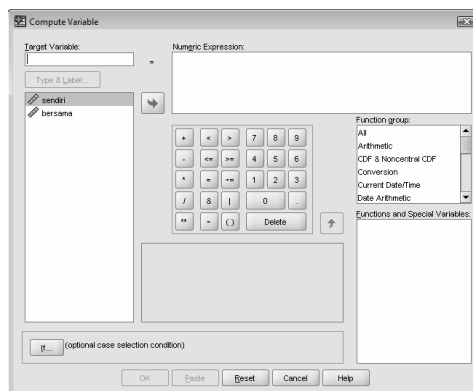 Compute Variable
Target Variable:
=
Numeric Expression:
Type & Label...
sendiri
bersama
+ < > 7 8 9
- <= >= 4 5 6
* = ~= 1 2 3
/ & | 0 .
** ~ ( ) Delete
Function group:
All
Arithmetic
CDF & Noncentral CDF
Conversion
Current Date/Time
Date Arithmetic
Functions and Special Variables:
If... (optional case selection condition)
OK Paste Reset Cancel Help